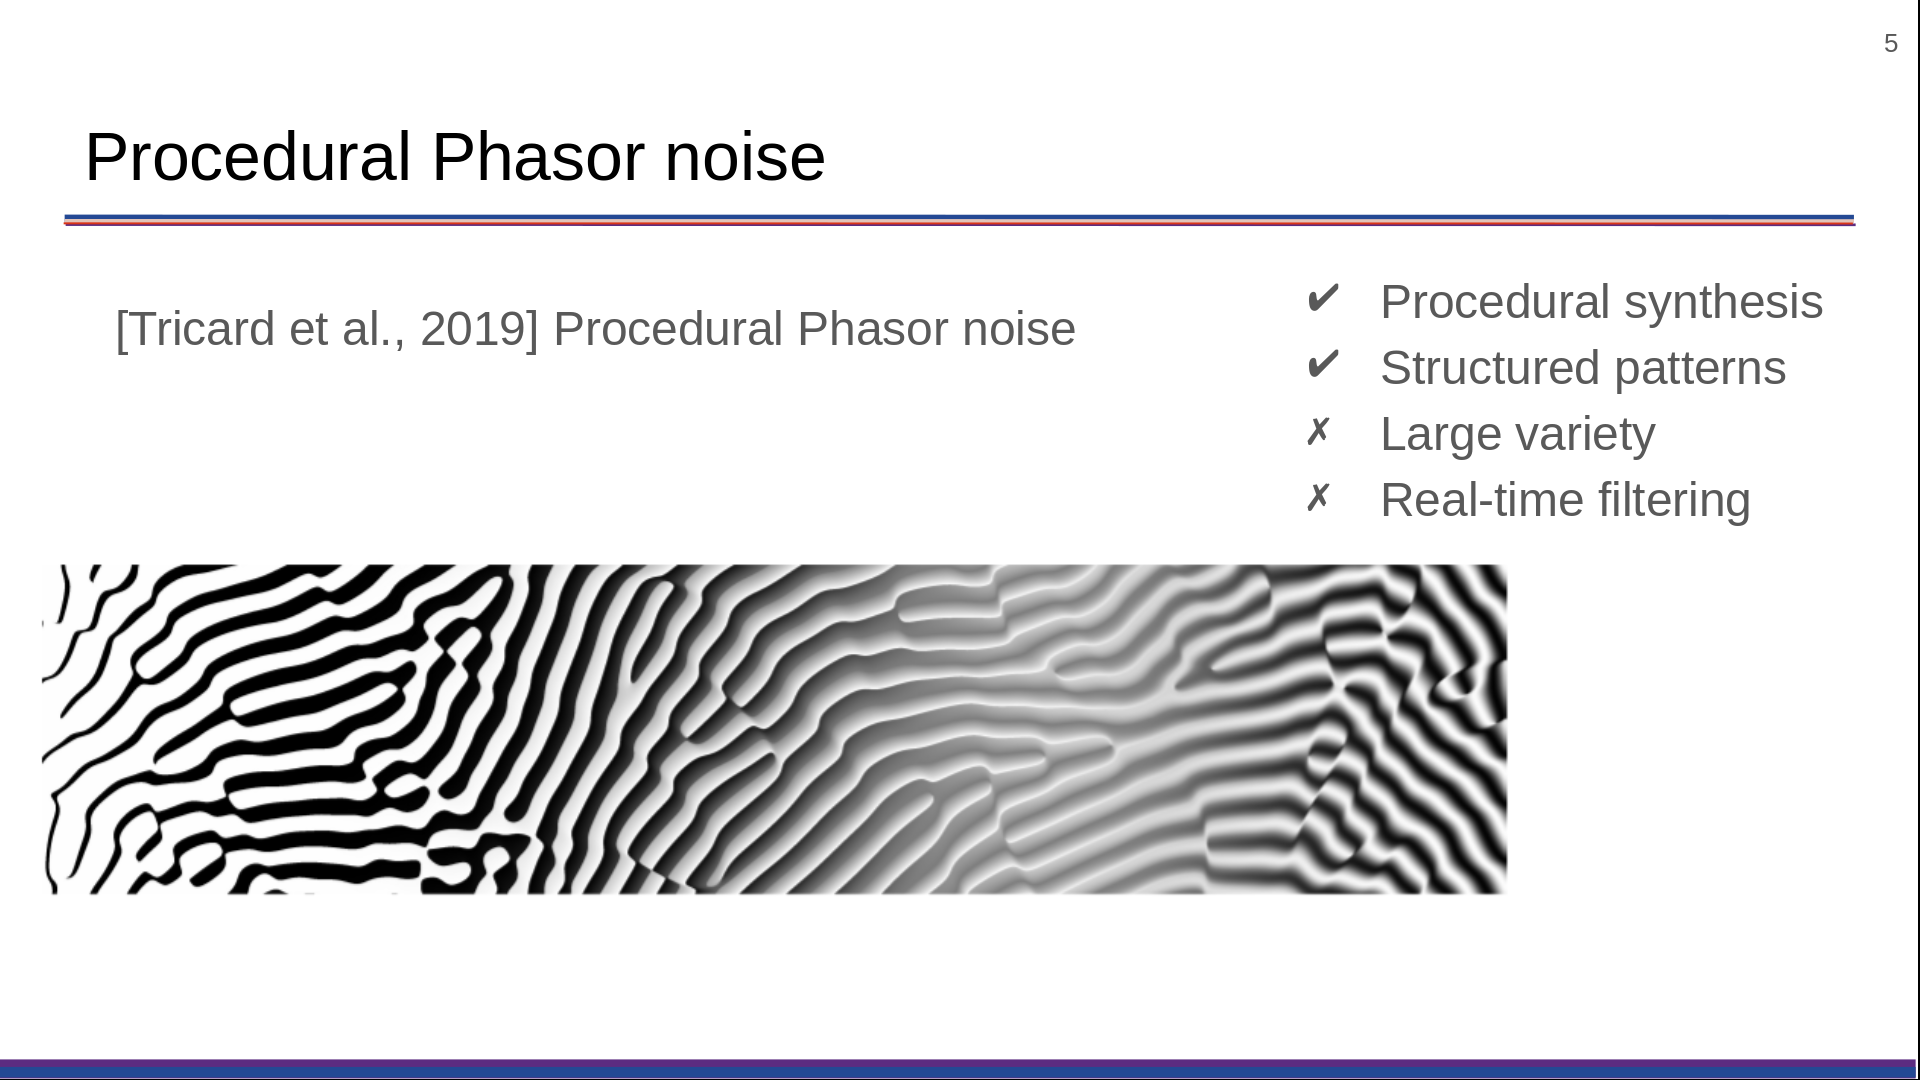 5
Procedural Phasor noise
[Tricard et al., 2019] Procedural Phasor noise
✔ Procedural synthesis
✔ Structured patterns
✗ Large variety
✗ Real-time filtering